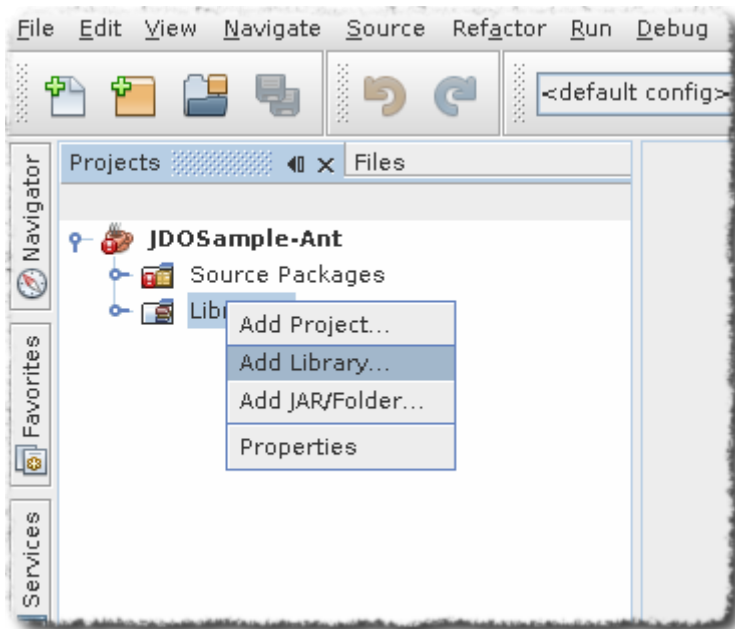 File Edit View Navigate Source Refactor Run Debug
<default config>
Projects Files
JDOSample-Ant
Source Packages
Add Project...
Add Library...
Add JAR/Folder...
Properties
Navigator
Favorites
Services